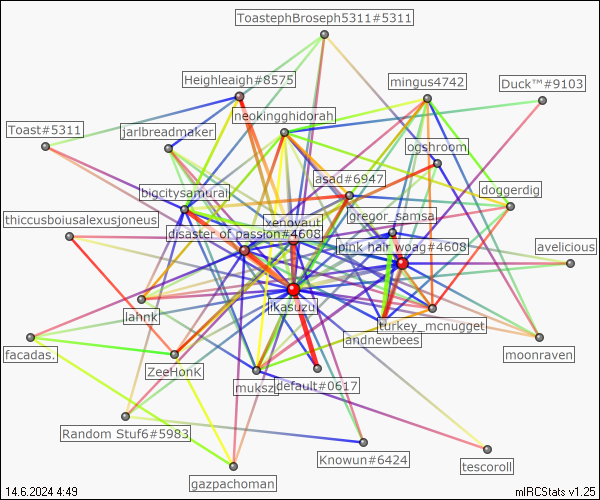 ToastephBroseph5311#5311
Heighleaigh#8575
mingus4742
Duck™#9103
neokingghidorah
Toast#5311
jarlbreadmaker
ogshroom
asad#6947
bigcitysamurai
doggerdig
thiccusboiusalexusjoneus
xenowaut
gregor_samsa
disaster of passion#4608
pink hair woag#4608
avelicious
jikasuzu
lahnk
turkey_mcnugget
andnewbees
facadas.
moonraven
ZeeHonK
muksz
default#0617
Random Stuf6#5983
Knowun#6424
tescoroll
gazpachoman
14.6.2024 4:49
mIRCStats v1.25